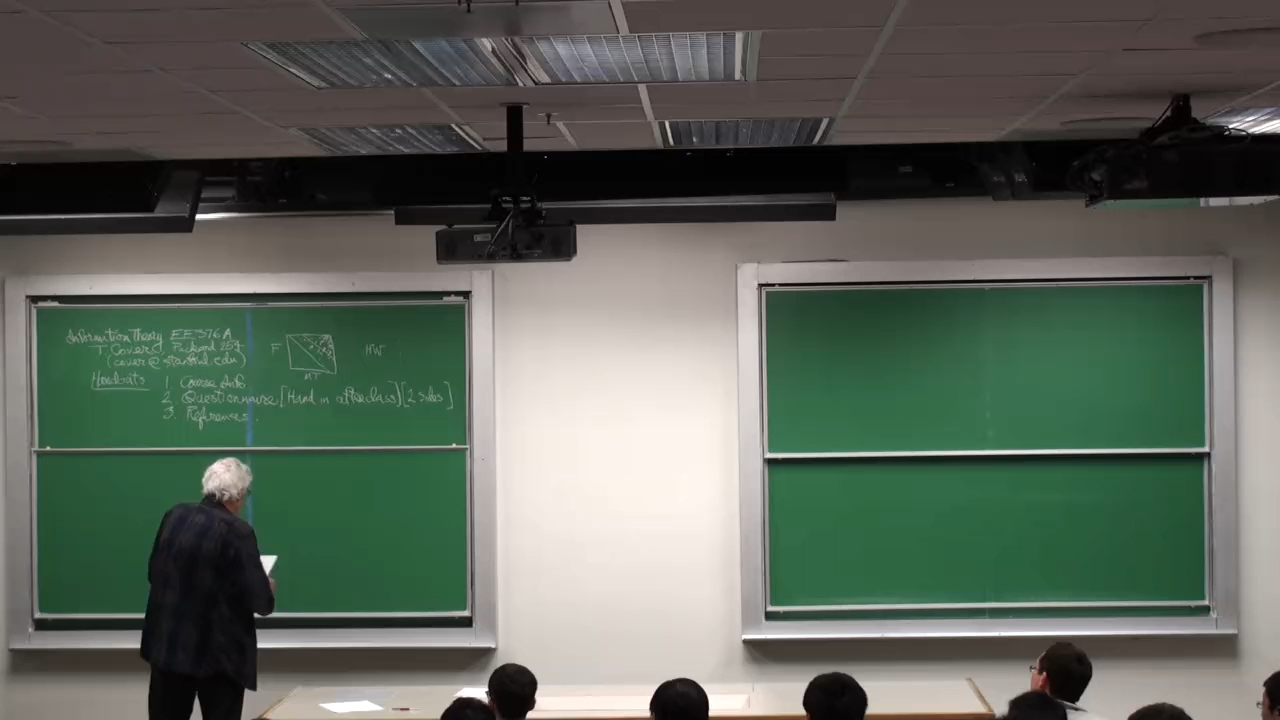 Information Theory EE376A
T Cover, Packard 254
(cover@stanford.edu)
F HW
MT
Handouts 1. Course Info
2. Questionnaire [Hand in after class] [2 sides]
3. References.